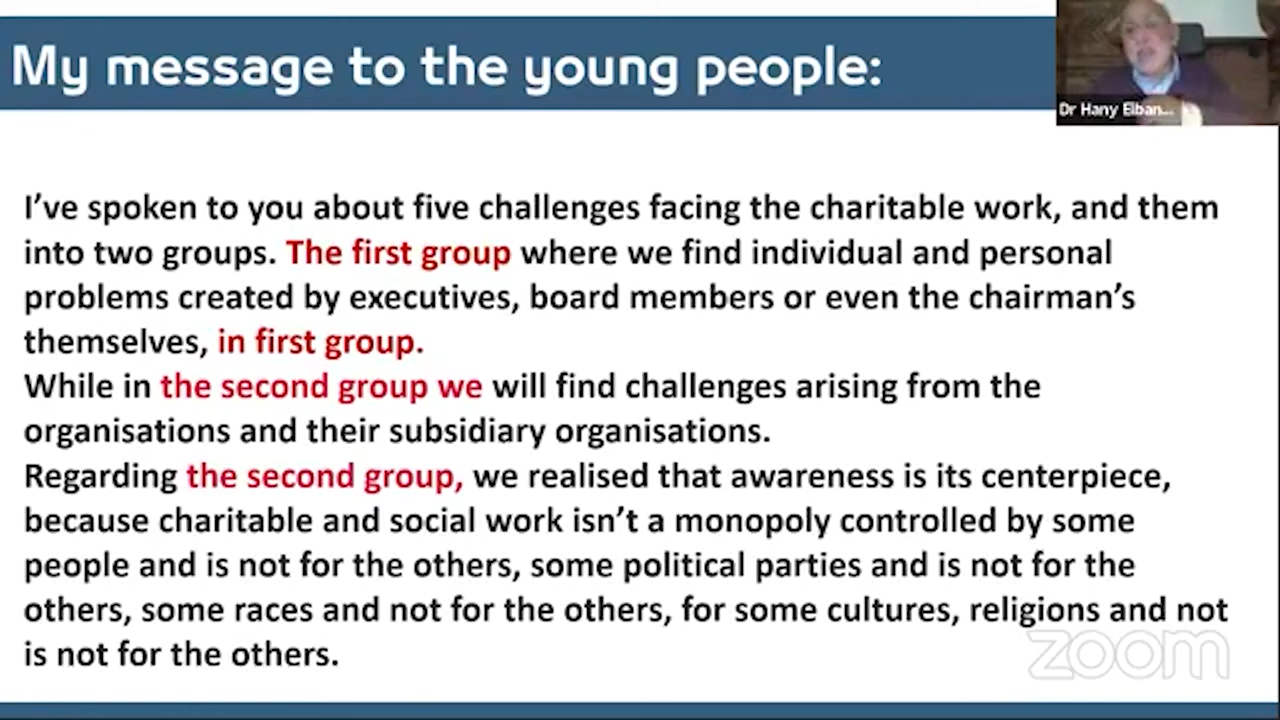 My message to the young people:
Dr Hany Elban...
I've spoken to you about five challenges facing the charitable work, and them
into two groups. The first group where we find individual and personal
problems created by executives, board members or even the chairman's
themselves, in first group.
While in the second group we will find challenges arising from the
organisations and their subsidiary organisations.
Regarding the second group, we realised that awareness is its centerpiece,
because charitable and social work isn't a monopoly controlled by some
people and is not for the others, some political parties and is not for the
others, some races and not for the others, for some cultures, religions and not
is not for the others.
zoom